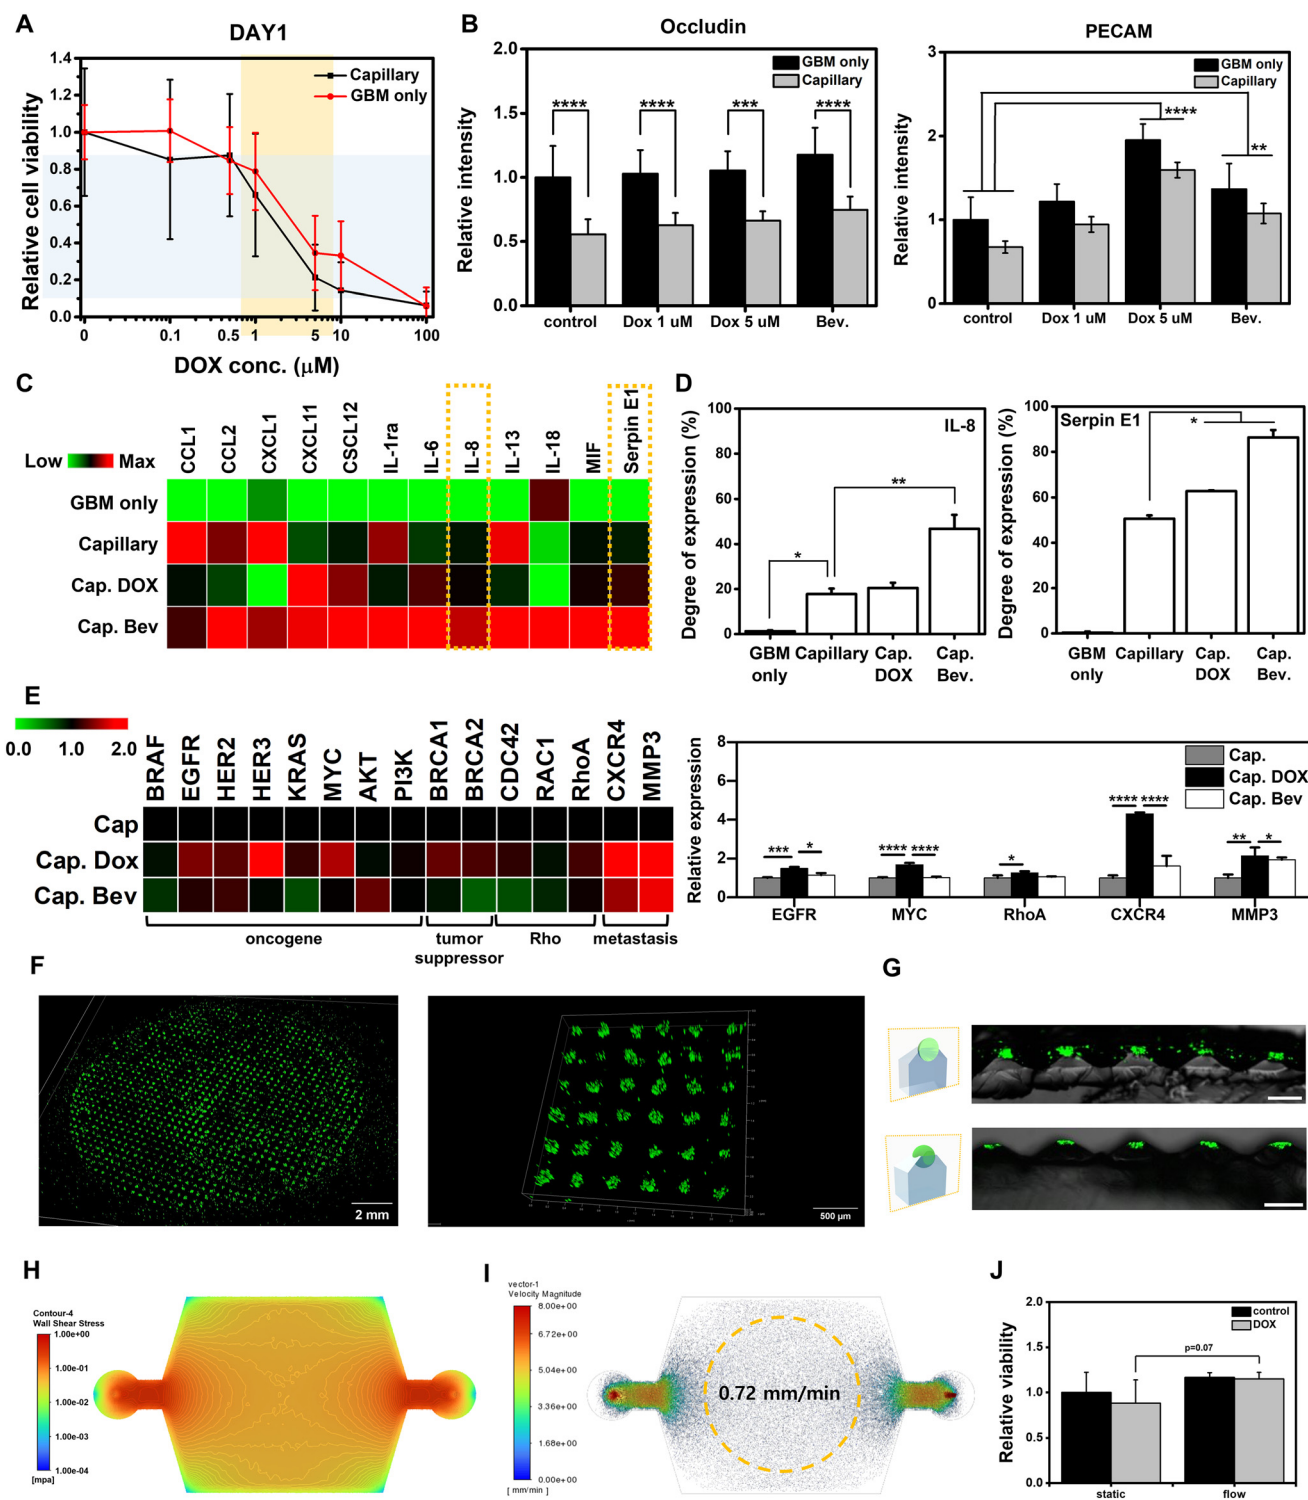 A
DAY1
Relative cell viability
1.4
1.2
1.0
0.8
0.6
0.4
0.2
0.0
Capillary
GBM only
0
0.1
0.5
1
5
10
100
DOX conc. (μM)
B
Occludin
Relative intensity
2.0
1.5
1.0
0.5
0.0
GBM only
Capillary
****
****
***
****
control
Dox 1 uM
Dox 5 uM
Bev.
PECAM
Relative intensity
3
2
1
0
GBM only
Capillary
****
**
control
Dox 1 uM
Dox 5 uM
Bev.
C
Low
Max
CCL1
CCL2
CXCL1
CXCL11
CSCL12
IL-1ra
IL-6
IL-8
IL-13
IL-18
MIF
Serpin E1
GBM only
Capillary
Cap. DOX
Cap. Bev
D
Degree of expression (%)
100
80
60
40
20
0
IL-8
*
**
GBM only
Capillary
Cap. DOX
Cap. Bev.
Degree of expression (%)
100
80
60
40
20
0
Serpin E1
*
GBM only
Capillary
Cap. DOX
Cap. Bev.
E
0.0
1.0
2.0
BRAF
EGFR
HER2
HER3
KRAS
MYC
AKT
PI3K
BRCA1
BRCA2
CDC42
RAC1
RhoA
CXCR4
MMP3
Cap
Cap. Dox
Cap. Bev
oncogene
tumor suppressor
Rho
metastasis
Relative expression
8
6
4
2
0
Cap.
Cap. DOX
Cap. Bev
***
*
****
****
*
****
****
**
*
EGFR
MYC
RhoA
CXCR4
MMP3
F
2 mm
500 μm
G
H
Contour-4
Wall Shear Stress
1.00e+00
1.00e-01
1.00e-02
1.00e-03
1.00e-04
[mpa]
I
vector-1
Velocity Magnitude
8.00e+00
6.72e+00
5.04e+00
3.36e+00
1.68e+00
0.00e+00
[ mm/min ]
0.72 mm/min
J
Relative viability
2.0
1.5
1.0
0.5
0.0
control
DOX
p=0.07
static
flow